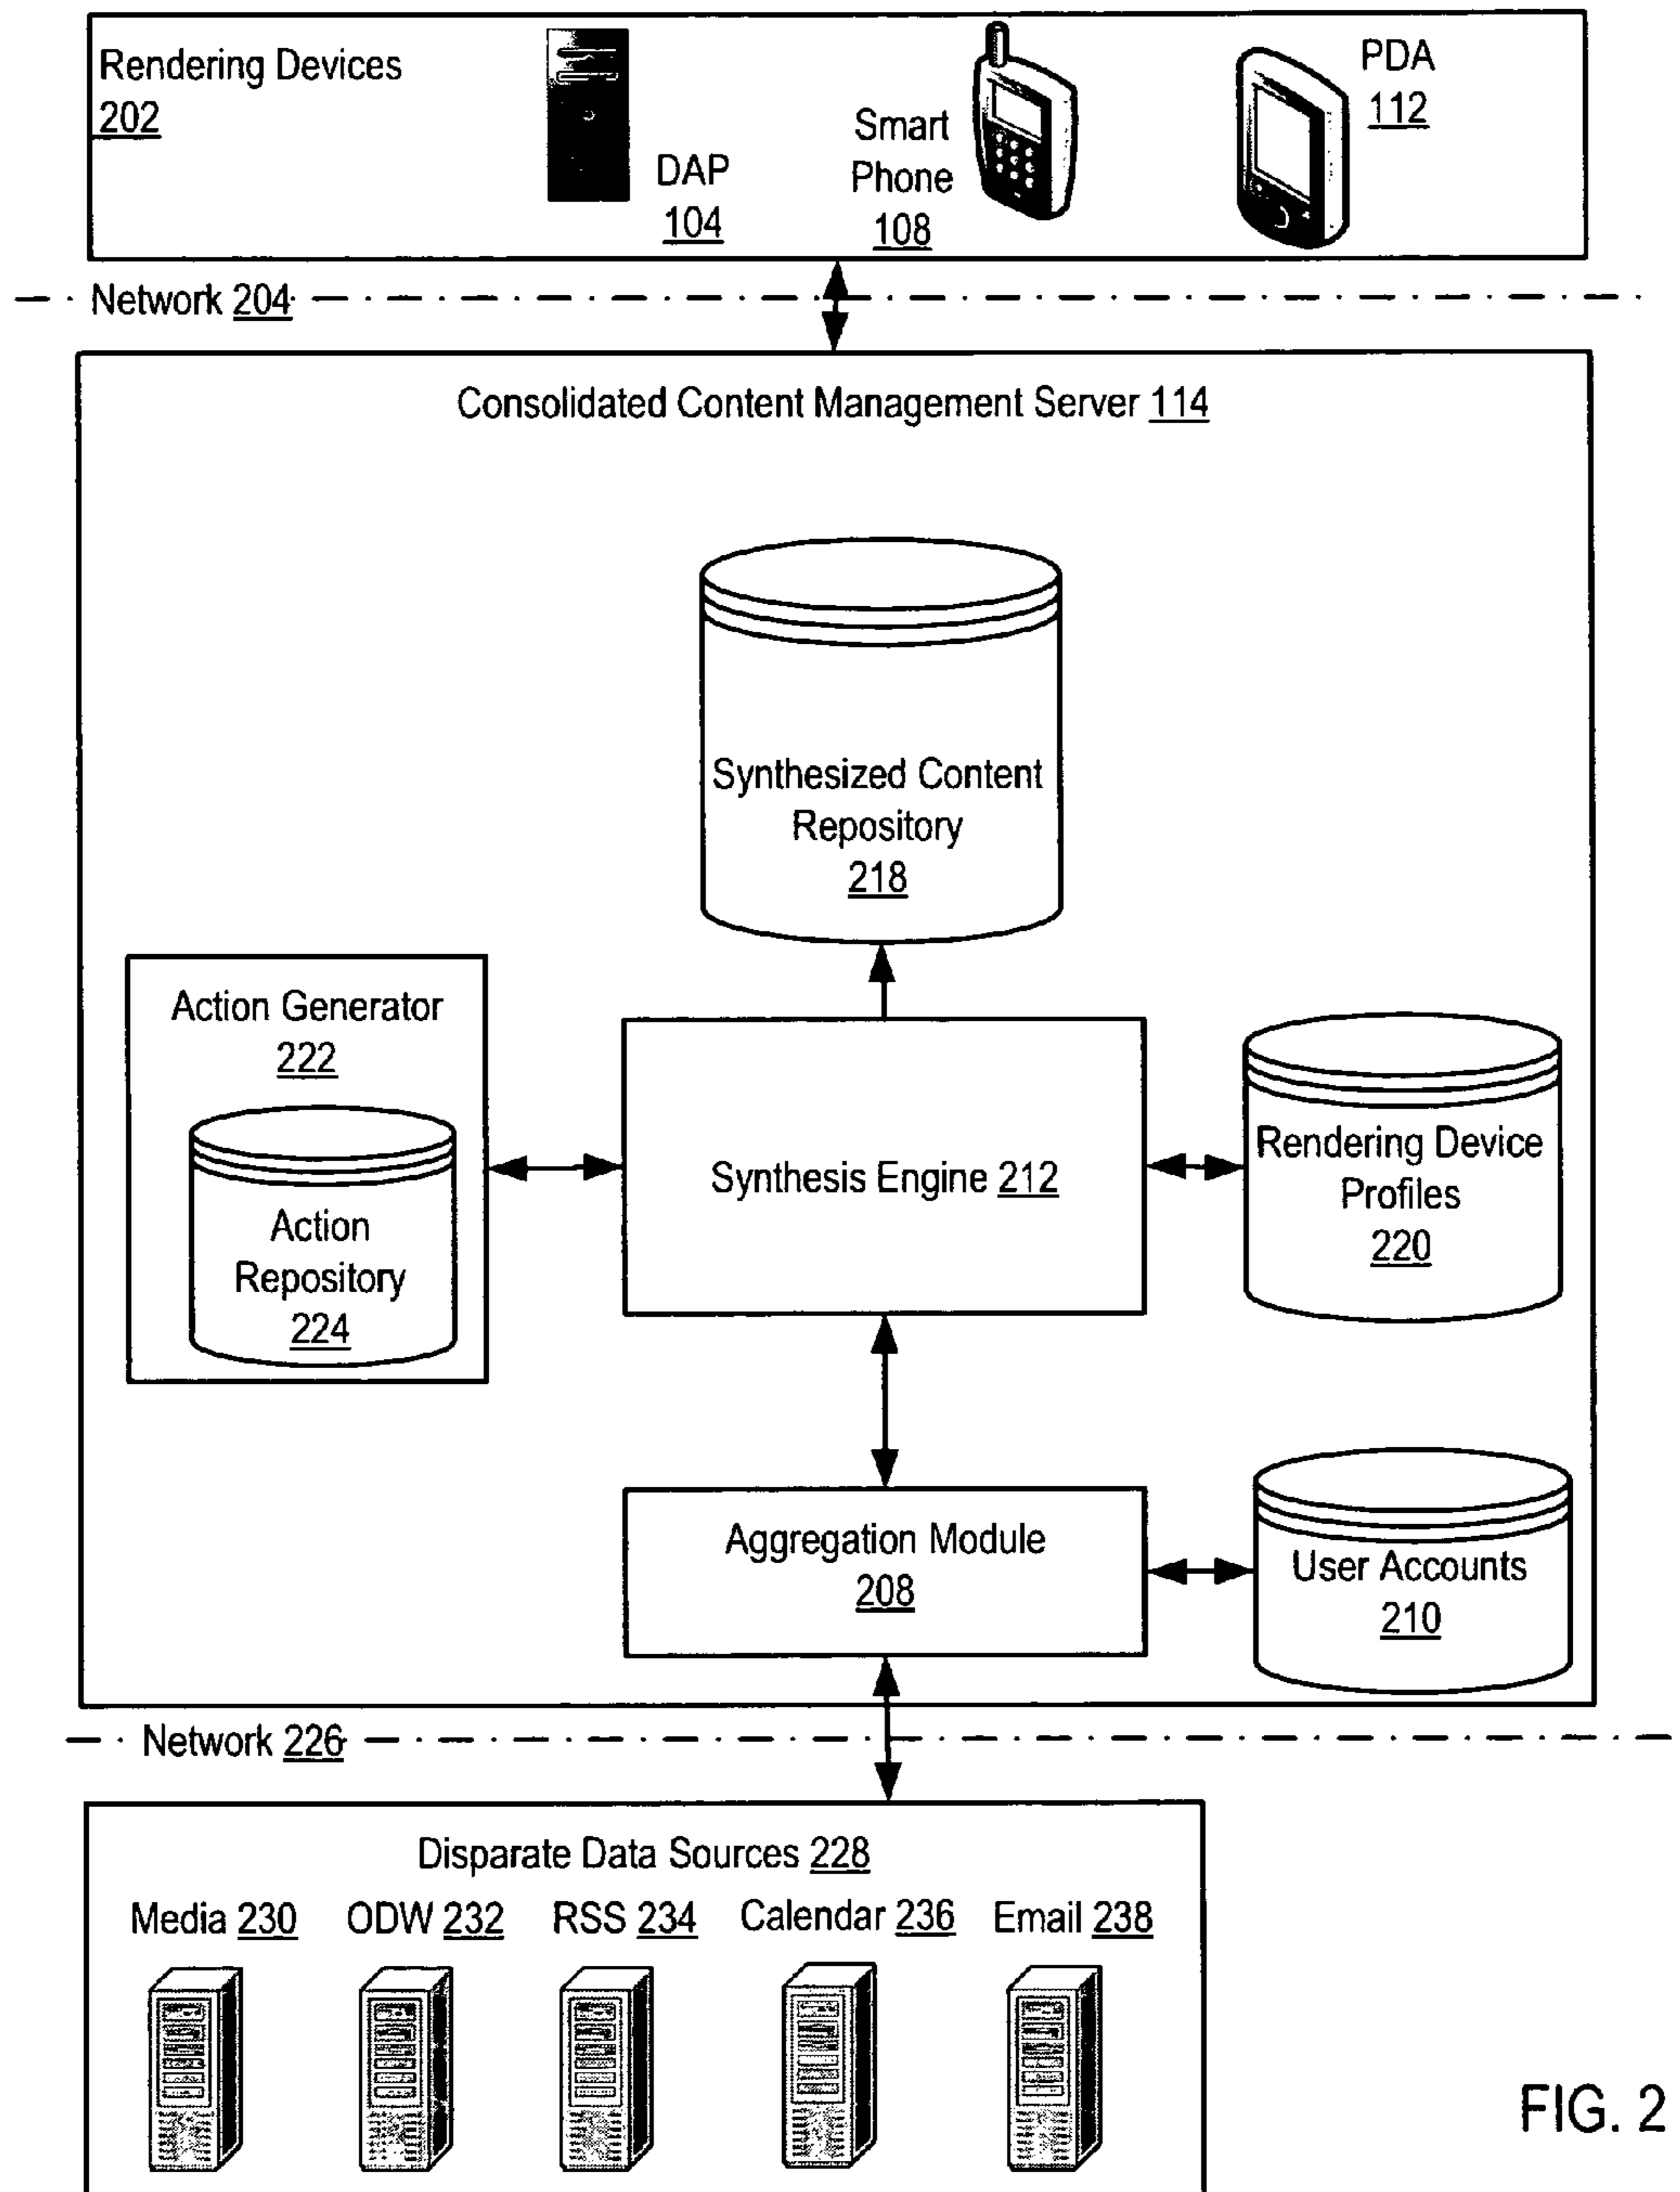 Rendering Devices
202
DAP
104
Smart
Phone
108
PDA
112
Network 204
Consolidated Content Management Server 114
Synthesized Content
Repository
218
Action Generator
222
Action
Repository
224
Synthesis Engine 212
Rendering Device
Profiles
220
Aggregation Module
208
User Accounts
210
Network 226
Disparate Data Sources 228
Media 230
ODW 232
RSS 234
Calendar 236
Email 238
FIG. 2